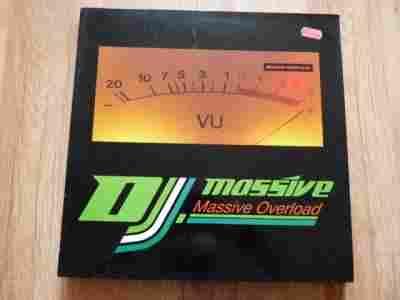 20 10 7 5 3 1
VU
DJ. massive
Massive Overload